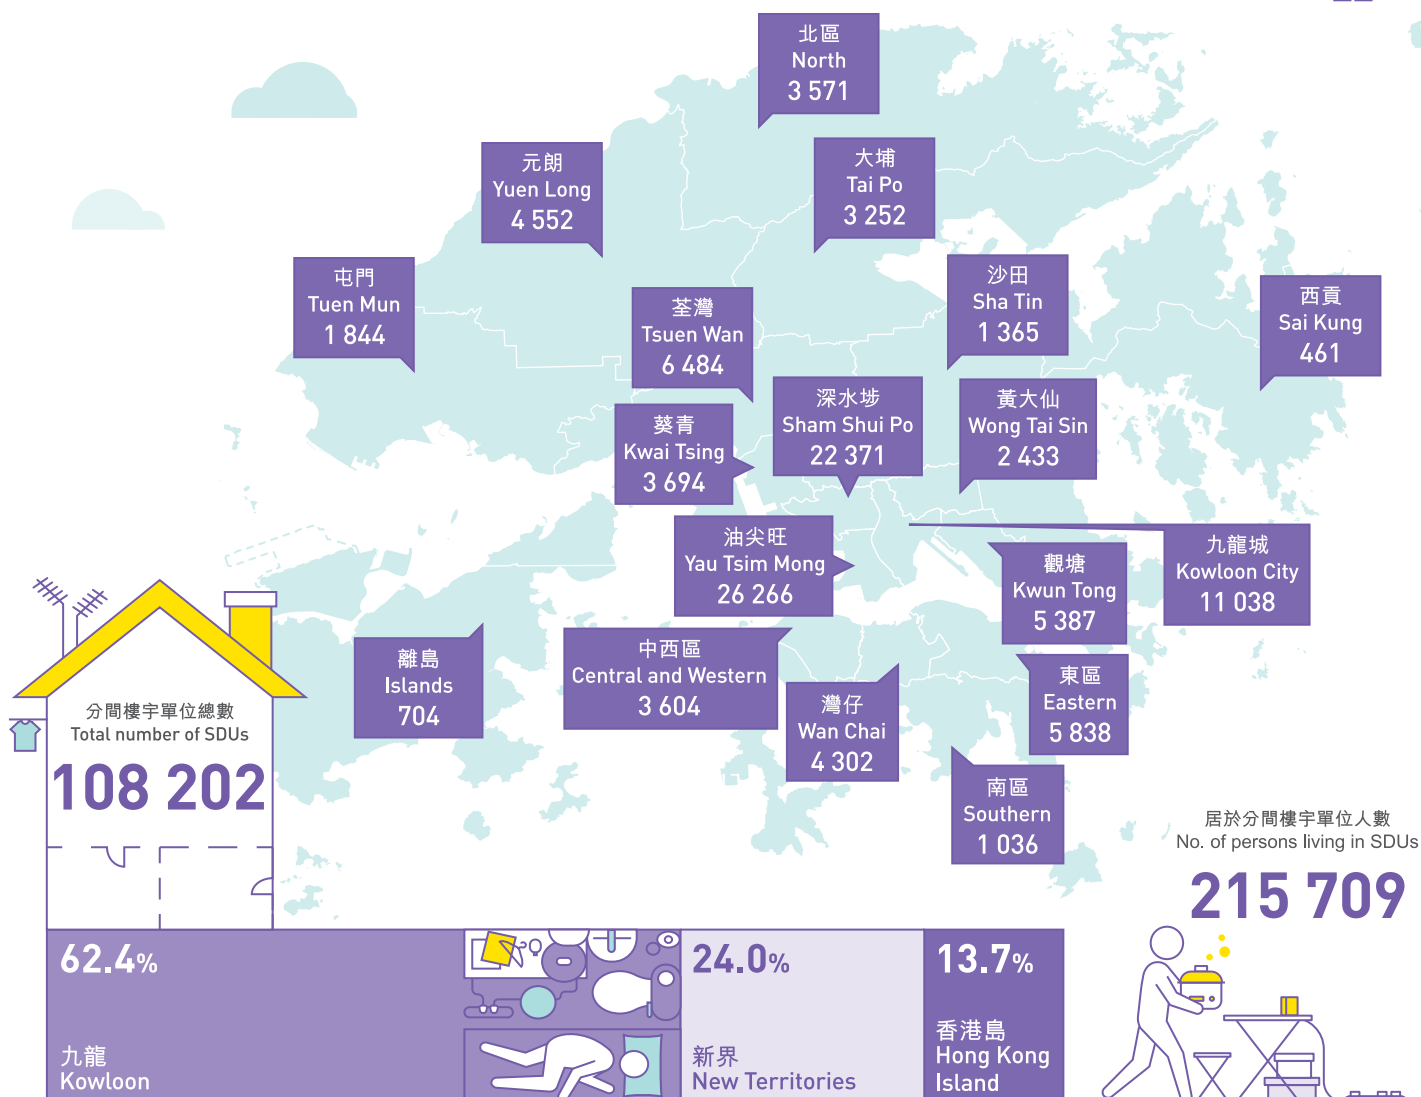 北區
North
3 571
元朗
Yuen Long
4 552
大埔
Tai Po
3 252
屯門
Tuen Mun
1 844
荃灣
Tsuen Wan
6 484
沙田
Sha Tin
1 365
西貢
Sai Kung
461
葵青
Kwai Tsing
3 694
深水埗
Sham Shui Po
22 371
黃大仙
Wong Tai Sin
2 433
油尖旺
Yau Tsim Mong
26 266
觀塘
Kwun Tong
5 387
九龍城
Kowloon City
11 038
離島
Islands
704
中西區
Central and Western
3 604
灣仔
Wan Chai
4 302
東區
Eastern
5 838
南區
Southern
1 036
分間樓宇單位總數
Total number of SDUs
108 202
居於分間樓宇單位人數
No. of persons living in SDUs
215 709
62.4%
九龍
Kowloon
24.0%
新界
New Territories
13.7%
香港島
Hong Kong
Island